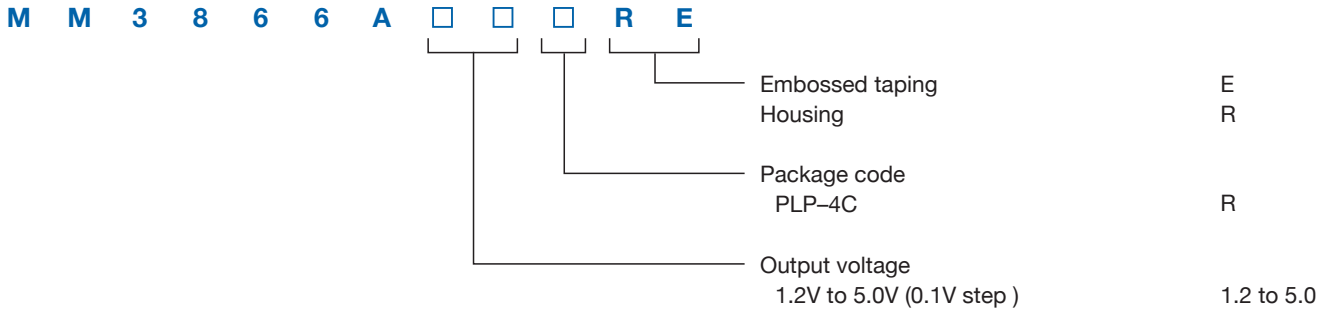 M M 3 8 6 6 A □ □ □ R E
Embossed taping E
Housing R
Package code
PLP–4C R
Output voltage
1.2V to 5.0V (0.1V step ) 1.2 to 5.0